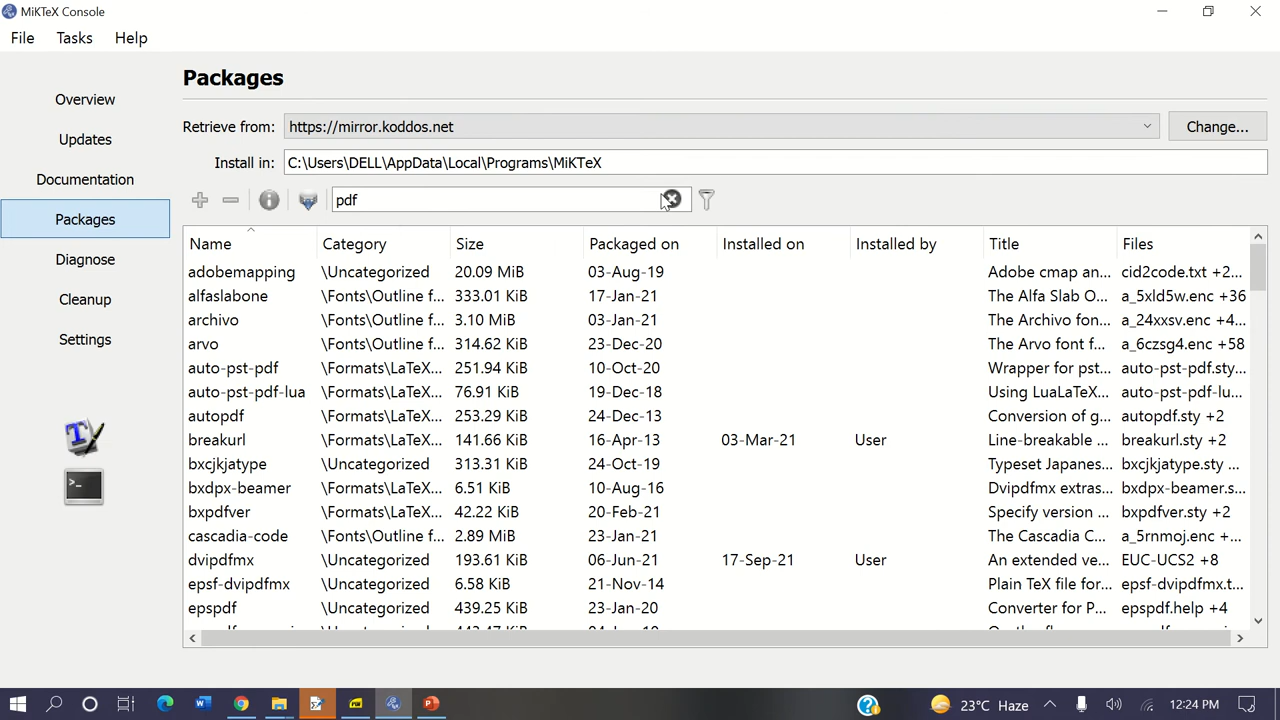 MiKTeX Console
File Tasks Help
Packages
Overview
Updates
Documentation
Packages
Diagnose
Cleanup
Settings
Retrieve from: https://mirror.koddos.net Change...
Install in: C:\Users\DELL\AppData\Local\Programs\MiKTeX
pdf
Name Category Size Packaged on Installed on Installed by Title Files
adobemapping \Uncategorized 20.09 MiB 03-Aug-19 Adobe cmap an... cid2code.txt +2...
alfaslabone \Fonts\Outline f... 333.01 KiB 17-Jan-21 The Alfa Slab O... a_5xld5w.enc +36
archivo \Fonts\Outline f... 3.10 MiB 03-Jan-21 The Archivo fon... a_24xxsv.enc +4...
arvo \Fonts\Outline f... 314.62 KiB 23-Dec-20 The Arvo font f... a_6czsg4.enc +58
auto-pst-pdf \Formats\LaTeX... 251.94 KiB 10-Oct-20 Wrapper for pst... auto-pst-pdf.sty...
auto-pst-pdf-lua \Formats\LaTeX... 76.91 KiB 19-Dec-18 Using LuaLaTeX... auto-pst-pdf-lu...
autopdf \Formats\LaTeX... 253.29 KiB 24-Dec-13 Conversion of g... autopdf.sty +2
breakurl \Formats\LaTeX... 141.66 KiB 16-Apr-13 03-Mar-21 User Line-breakable ... breakurl.sty +2
bxcjkjatype \Uncategorized 313.31 KiB 24-Oct-19 Typeset Japanes... bxcjkjatype.sty ...
bxdpx-beamer \Formats\LaTeX... 6.51 KiB 10-Aug-16 Dvipdfmx extras... bxdpx-beamer.s...
bxpdfver \Formats\LaTeX... 42.22 KiB 20-Feb-21 Specify version ... bxpdfver.sty +2
cascadia-code \Fonts\Outline f... 2.89 MiB 23-Jan-21 The Cascadia C... a_5rnmoj.enc +5...
dvipdfmx \Uncategorized 193.61 KiB 06-Jun-21 17-Sep-21 User An extended ve... EUC-UCS2 +8
epsf-dvipdfmx \Uncategorized 6.58 KiB 21-Nov-14 Plain TeX file for... epsf-dvipdfmx.t...
epspdf \Uncategorized 439.25 KiB 23-Jan-20 Converter for P... epspdf.help +4
23°C Haze 12:24 PM